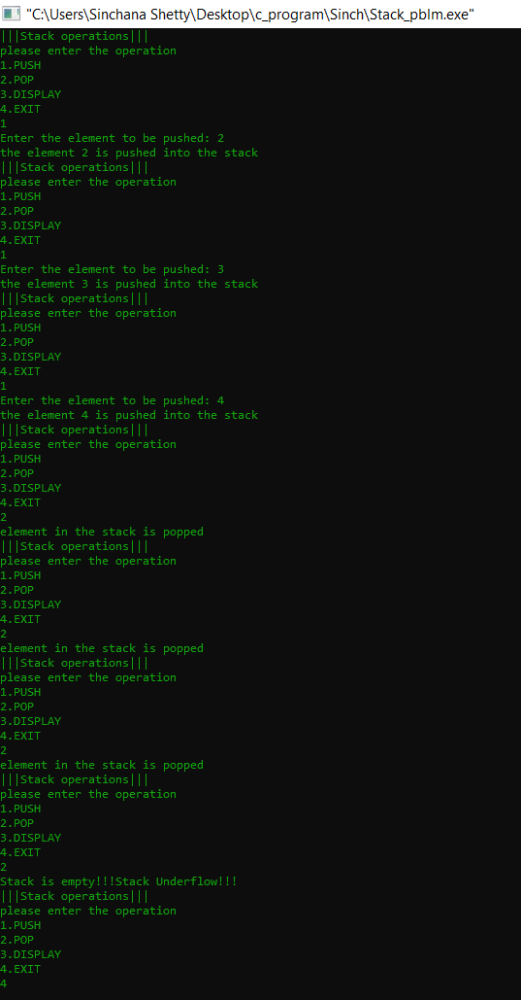 "C:\Users\Sinchana Shetty\Desktop\c_program\Sinch\Stack_pblm.exe"
|||Stack operations|||
please enter the operation
1.PUSH
2.POP
3.DISPLAY
4.EXIT
1
Enter the element to be pushed: 2
the element 2 is pushed into the stack
|||Stack operations|||
please enter the operation
1.PUSH
2.POP
3.DISPLAY
4.EXIT
1
Enter the element to be pushed: 3
the element 3 is pushed into the stack
|||Stack operations|||
please enter the operation
1.PUSH
2.POP
3.DISPLAY
4.EXIT
1
Enter the element to be pushed: 4
the element 4 is pushed into the stack
|||Stack operations|||
please enter the operation
1.PUSH
2.POP
3.DISPLAY
4.EXIT
2
element in the stack is popped
|||Stack operations|||
please enter the operation
1.PUSH
2.POP
3.DISPLAY
4.EXIT
2
element in the stack is popped
|||Stack operations|||
please enter the operation
1.PUSH
2.POP
3.DISPLAY
4.EXIT
2
element in the stack is popped
|||Stack operations|||
please enter the operation
1.PUSH
2.POP
3.DISPLAY
4.EXIT
2
Stack is empty!!!Stack Underflow!!!
|||Stack operations|||
please enter the operation
1.PUSH
2.POP
3.DISPLAY
4.EXIT
4